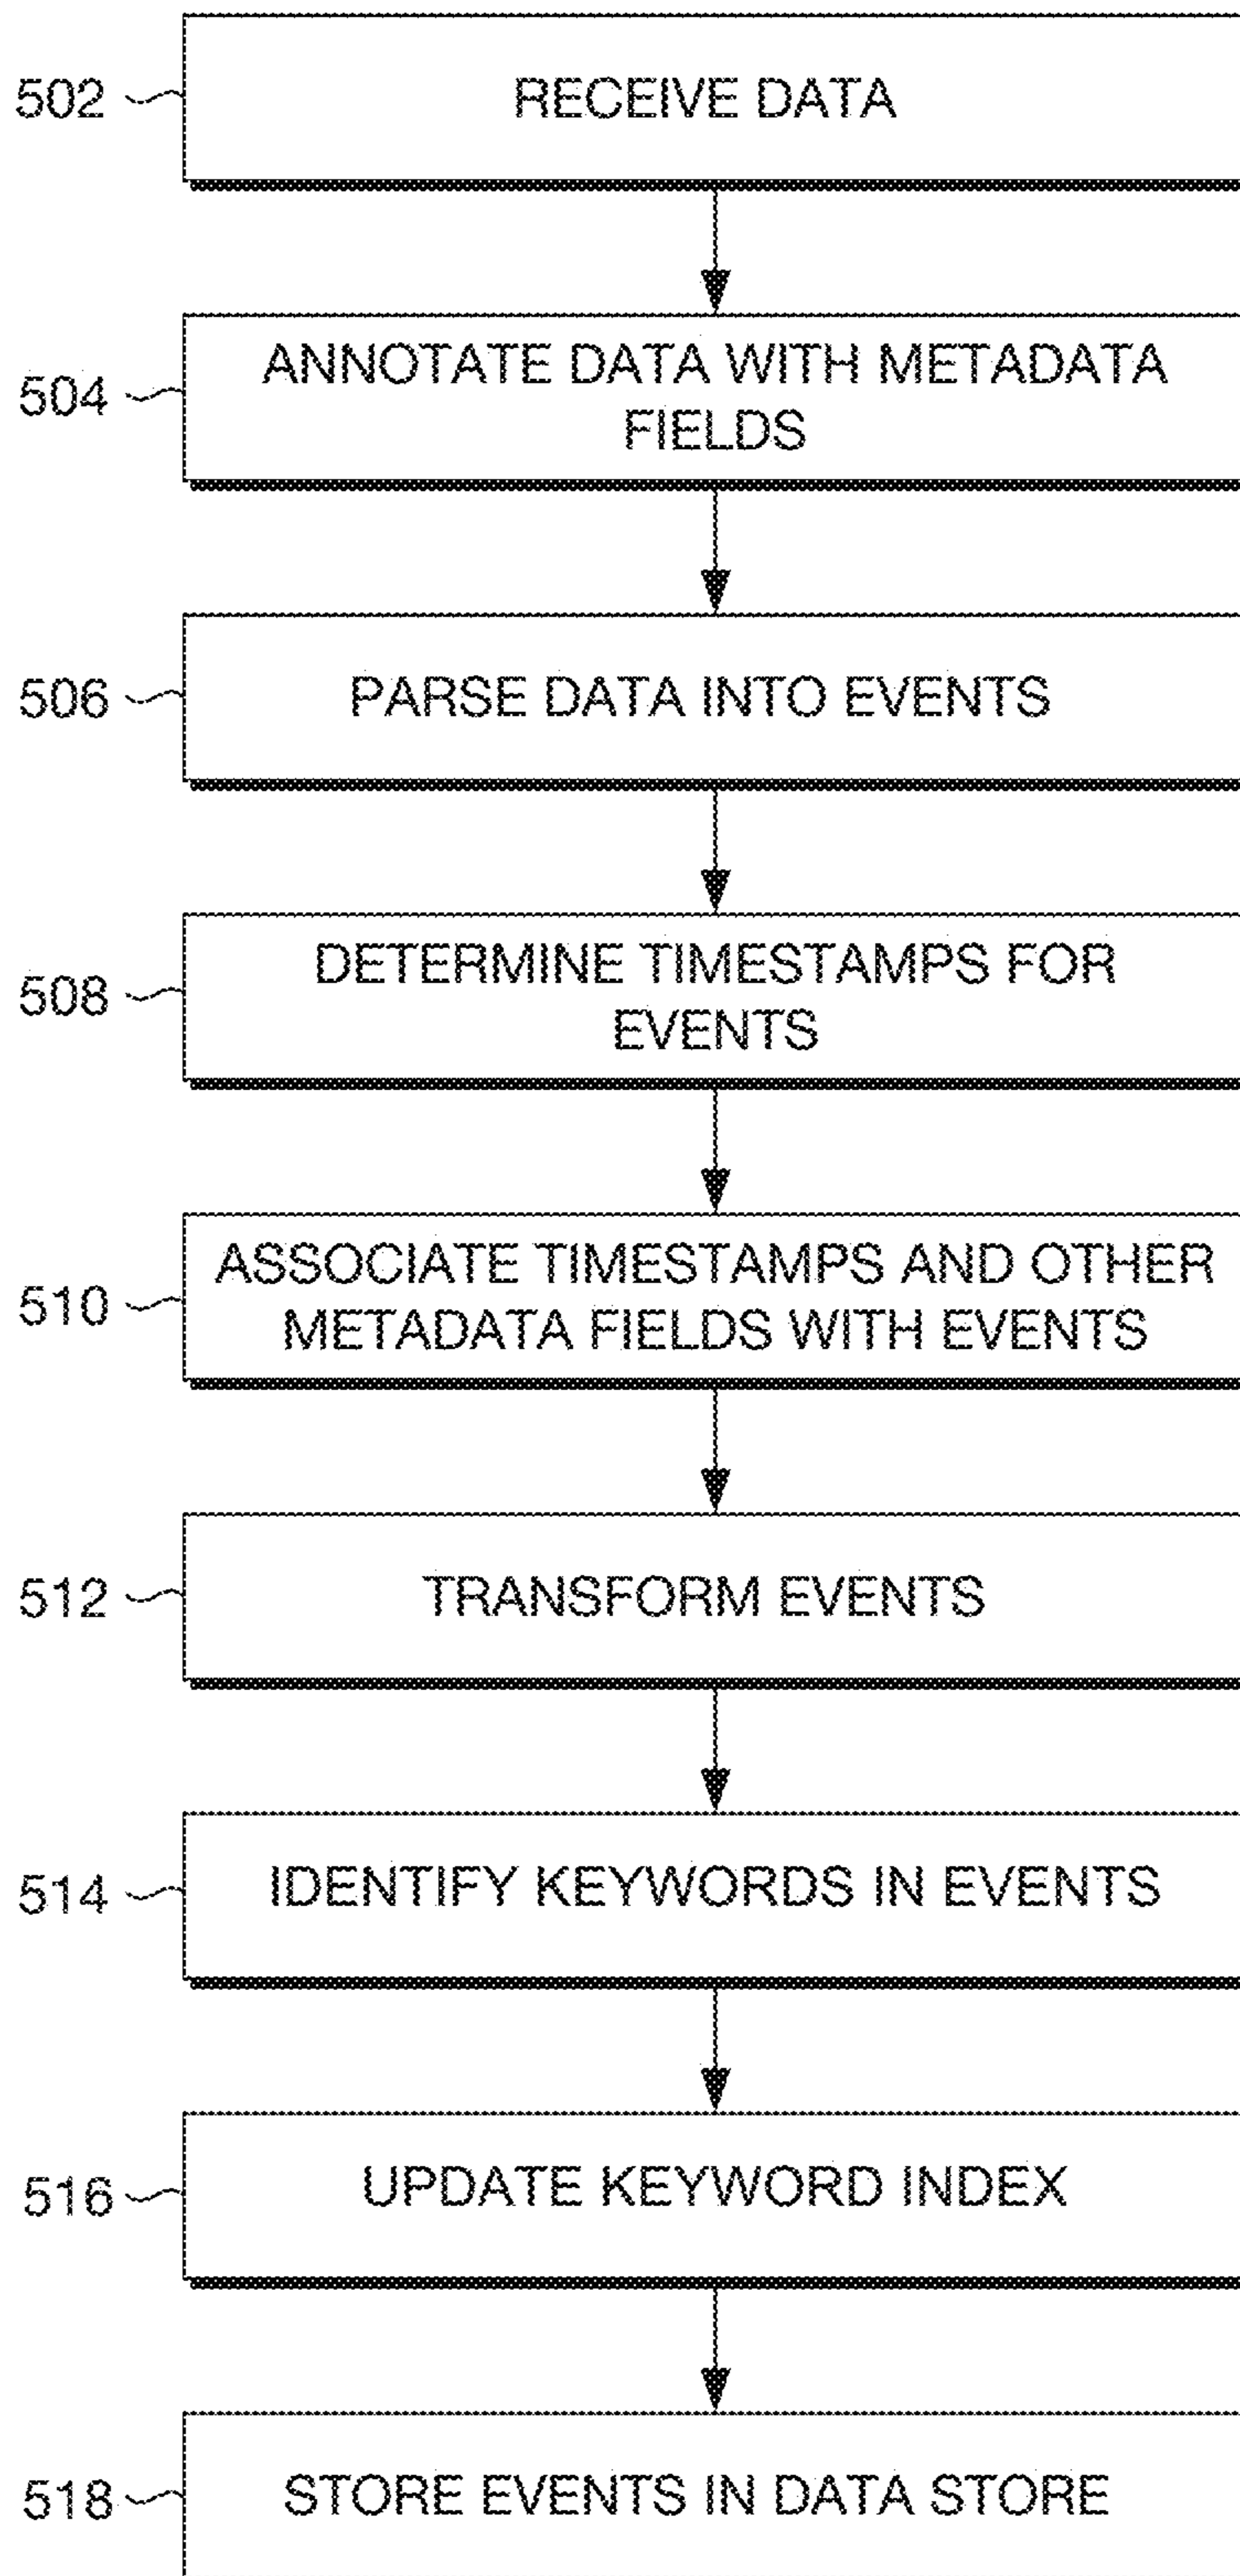 502
RECEIVE DATA
504
ANNOTATE DATA WITH METADATA
FIELDS
506
PARSE DATA INTO EVENTS
508
DETERMINE TIMESTAMPS FOR
EVENTS
510
ASSOCIATE TIMESTAMPS AND OTHER
METADATA FIELDS WITH EVENTS
512
TRANSFORM EVENTS
514
IDENTIFY KEYWORDS IN EVENTS
516
UPDATE KEYWORD INDEX
518
STORE EVENTS IN DATA STORE